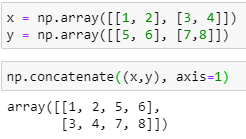 x = np.array([[1, 2], [3, 4]])
y = np.array([[5, 6], [7,8]])
np.concatenate((x,y), axis=1)
array([[1, 2, 5, 6],
       [3, 4, 7, 8]])